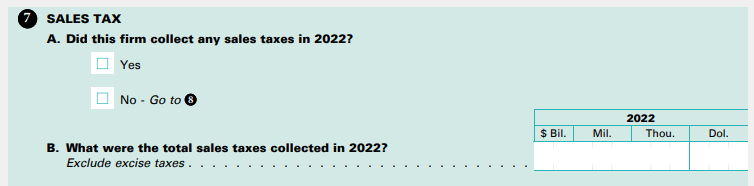 7 SALES TAX
A. Did this firm collect any sales taxes in 2022?
Yes
No - Go to 8
2022
$ Bil. Mil. Thou. Dol.
B. What were the total sales taxes collected in 2022?
Exclude excise taxes . . . . . . . . . . . . . . . . . . . . . . . . . . . . .